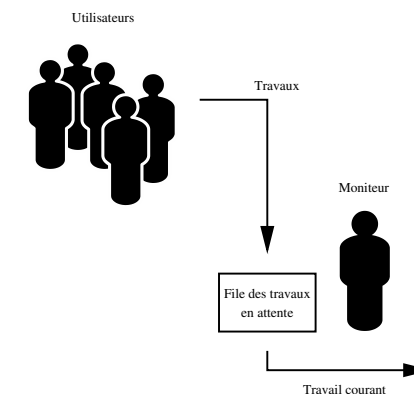 Utilisateurs
Travaux
Moniteur
File des travaux
en attente
Travail courant